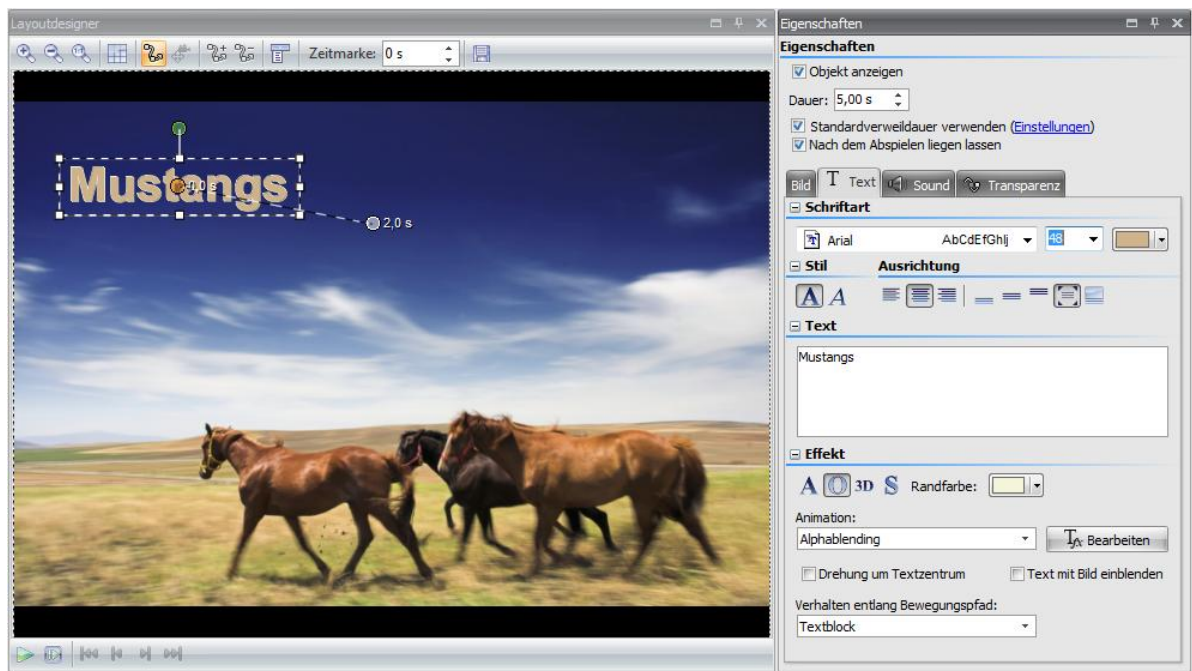 Layoutdesigner
Zeitmarke: 0 s
Mustangs
0,0 s
2,0 s
Eigenschaften
Eigenschaften
Objekt anzeigen
Dauer: 5,00 s
Standardverweildauer verwenden (Einstellungen)
Nach dem Abspielen liegen lassen
Bild T Text Sound Transparenz
Schriftart
Arial AbCdEfGhIj 48
Stil Ausrichtung
A A
Text
Mustangs
Effekt
A O 3D S Randfarbe:
Animation:
Alphablending Bearbeiten
Drehung um Textzentrum Text mit Bild einblenden
Verhalten entlang Bewegungspfad:
Textblock